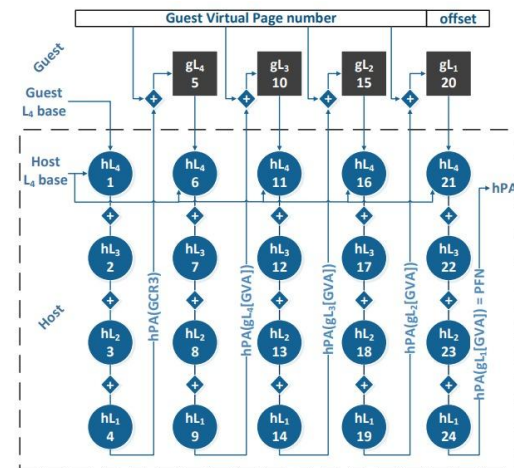 Guest Virtual Page number
offset
Guest
gL4
5
gL3
10
gL2
15
gL1
20
Guest
L4 base
Host
L4 base
hL4
1
hL4
6
hL4
11
hL4
16
hL4
21
hPA
hL3
2
hL3
7
hL3
12
hL3
17
hL3
22
Host
hL2
3
hL2
8
hL2
13
hL2
18
hL2
23
hL1
4
hL1
9
hL1
14
hL1
19
hL1
24
hPA(GCR3)
hPA(gL4[GVA])
hPA(gL3[GVA])
hPA(gL2[GVA])
hPA(gL1[GVA]) = PFN